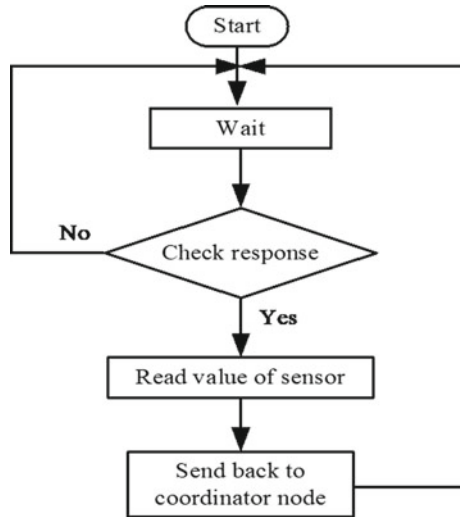 Start
Wait
Check response
No
Yes
Read value of sensor
Send back to
coordinator node